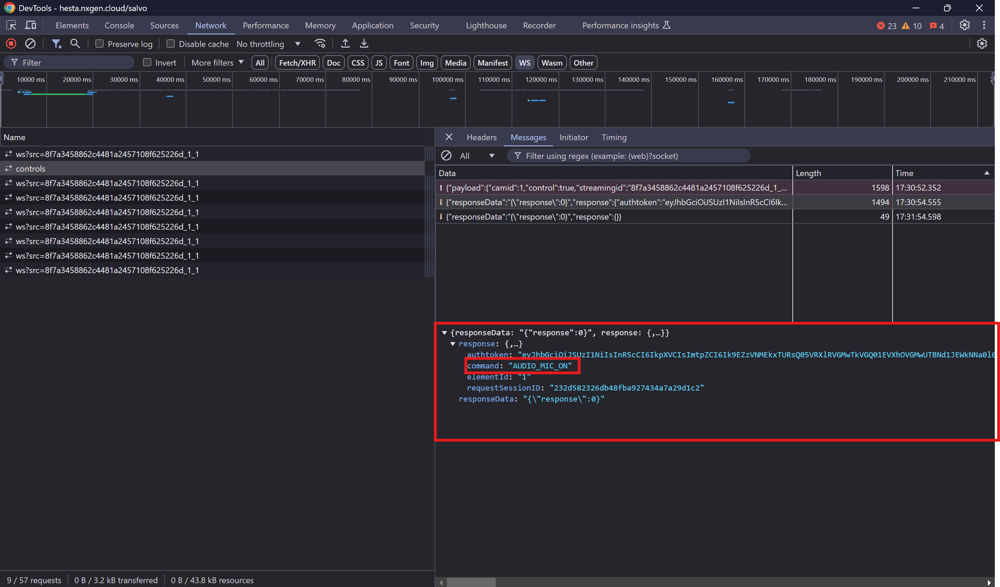 DevTools - hesta.nxgen.cloud/salvo
Elements Console Sources Network Performance Memory Application Security Lighthouse Recorder Performance insights 23 10 4
Preserve log Disable cache No throttling
Filter Invert More filters All Fetch/XHR Doc CSS JS Font Img Media Manifest WS Wasm Other
10000 ms 20000 ms 30000 ms 40000 ms 50000 ms 60000 ms 70000 ms 80000 ms 90000 ms 100000 ms 110000 ms 120000 ms 130000 ms 140000 ms 150000 ms 160000 ms 170000 ms 180000 ms 190000 ms 200000 ms 210000 ms
Name
ws?src=8f7a3458862c4481a2457108f625226d_1_1
controls
ws?src=8f7a3458862c4481a2457108f625226d_1_1
ws?src=8f7a3458862c4481a2457108f625226d_1_1
ws?src=8f7a3458862c4481a2457108f625226d_1_1
ws?src=8f7a3458862c4481a2457108f625226d_1_1
ws?src=8f7a3458862c4481a2457108f625226d_1_1
ws?src=8f7a3458862c4481a2457108f625226d_1_1
ws?src=8f7a3458862c4481a2457108f625226d_1_1
Headers Messages Initiator Timing
All Filter using regex (example: (web)?socket)
Data Length Time
{"payload":{"camid":1,"control":true,"streamingid":"8f7a3458862c4481a2457108f625226d_1_... 1598 17:30:52.352
{"responseData":"{\"response\":0}","response":{"authtoken":"eyJhbGciOiJSUzI1NiIsInR5cCI6Ik... 1494 17:30:54.555
{"responseData":"{\"response\":0}","response":{}} 49 17:31:54.598
{responseData: "{"response":0}", response: {,…}}
response: {,…}
authtoken: "eyJhbGciOiJSUzI1NiIsInR5cCI6IkpXVCIsImtpZCI6Ik9EZzVNMEkxTURsQ05VRXlRVGMwTkVGQ01EVXhOVGMwUTBNd1JEWkNNa0l6
command: "AUDIO_MIC_ON"
elementId: "1"
requestSessionID: "232d582326db48fba927434a7a29d1c2"
responseData: "{\"response\":0}"
9 / 57 requests 0 B / 3.2 kB transferred 0 B / 43.8 kB resources